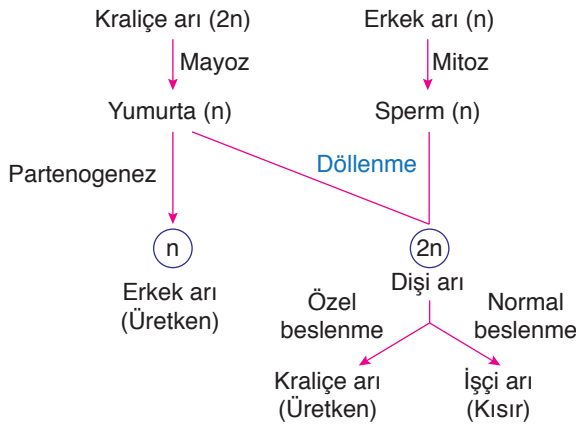 Kraliçe arı (2n)
Erkek arı (n)
Mayoz
Mitoz
Yumurta (n)
Sperm (n)
Partenogenez
Döllenme
n
2n
Erkek arı
(Üretken)
Dişi arı
Özel
beslenme
Normal
beslenme
Kraliçe arı
(Üretken)
İşçi arı
(Kısır)